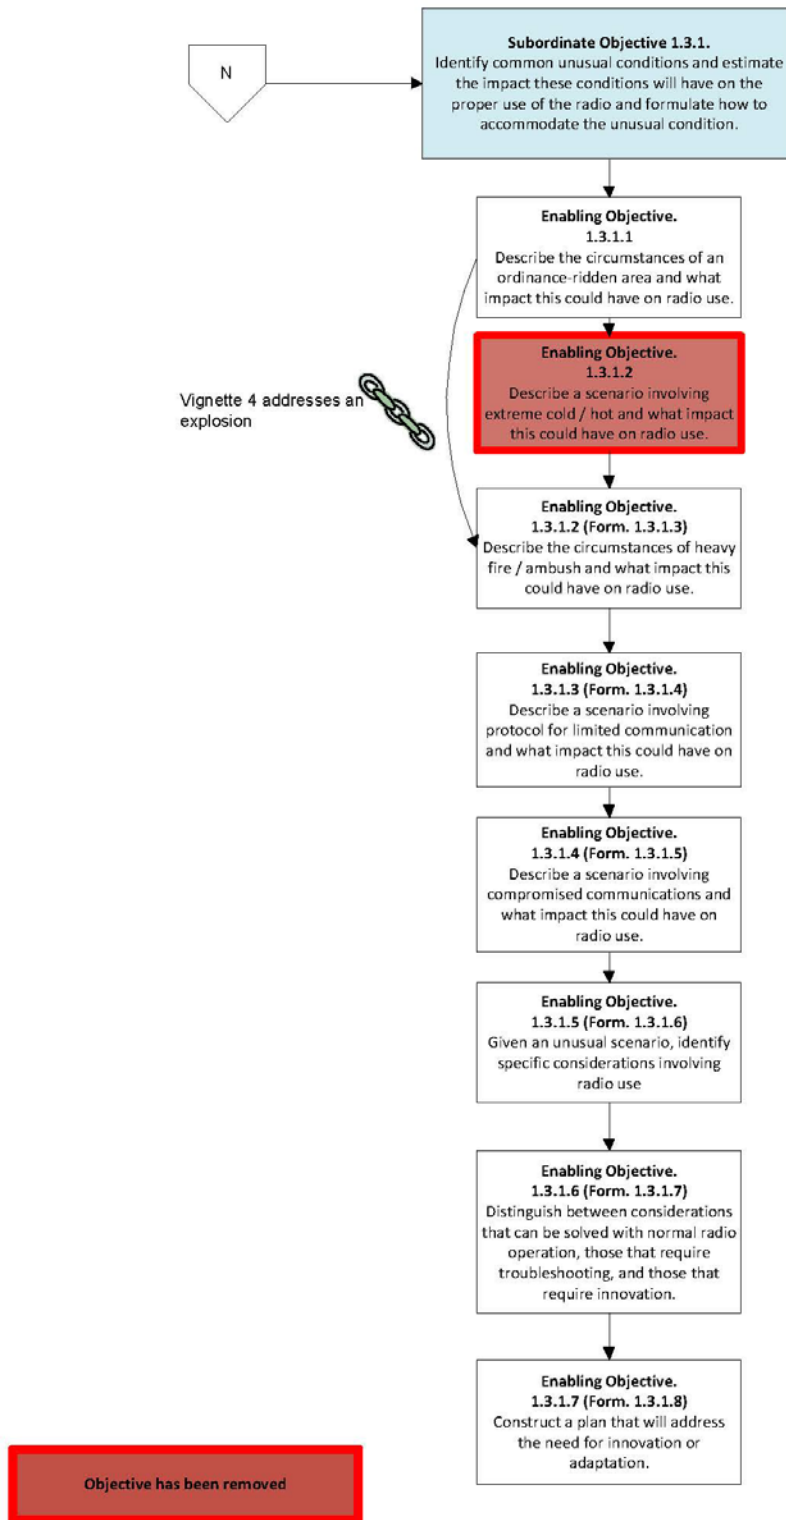 N
Subordinate Objective 1.3.1.
Identify common unusual conditions and estimate
the impact these conditions will have on the
proper use of the radio and formulate how to
accommodate the unusual condition.
Enabling Objective.
1.3.1.1
Describe the circumstances of an
ordinance-ridden area and what
impact this could have on radio use.
Enabling Objective.
1.3.1.2
Describe a scenario involving
extreme cold / hot and what impact
this could have on radio use.
Vignette 4 addresses an
explosion
Enabling Objective.
1.3.1.2 (Form. 1.3.1.3)
Describe the circumstances of heavy
fire / ambush and what impact this
could have on radio use.
Enabling Objective.
1.3.1.3 (Form. 1.3.1.4)
Describe a scenario involving
protocol for limited communication
and what impact this could have on
radio use.
Enabling Objective.
1.3.1.4 (Form. 1.3.1.5)
Describe a scenario involving
compromised communications and
what impact this could have on
radio use.
Enabling Objective.
1.3.1.5 (Form. 1.3.1.6)
Given an unusual scenario, identify
specific considerations involving
radio use
Enabling Objective.
1.3.1.6 (Form. 1.3.1.7)
Distinguish between considerations
that can be solved with normal radio
operation, those that require
troubleshooting, and those that
require innovation.
Enabling Objective.
1.3.1.7 (Form. 1.3.1.8)
Construct a plan that will address
the need for innovation or
adaptation.
Objective has been removed